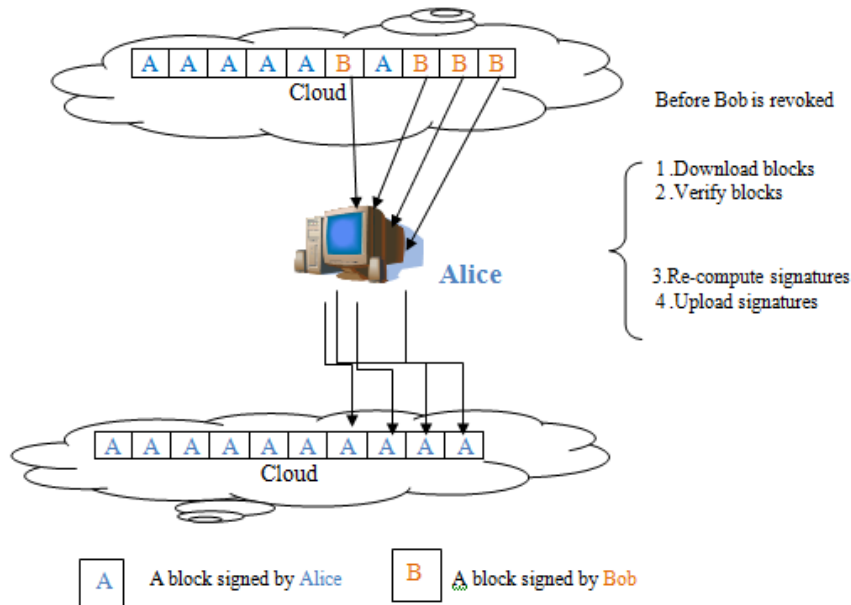 A A A A A B A B B B
Cloud
Before Bob is revoked
1 .Download blocks
2 .Verify blocks
Alice
3.Re-compute signatures
4 .Upload signatures
A A A A A A A A A A
Cloud
A A block signed by Alice B A block signed by Bob